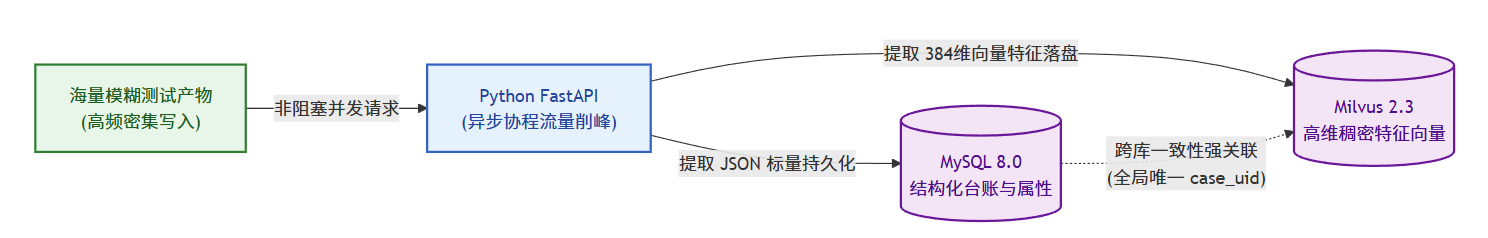 海量模糊测试产物
(高频密集写入)
非阻塞并发请求
Python FastAPI
(异步协程流量削峰)
提取 384维向量特征落盘
提取 JSON 标量持久化
MySQL 8.0
结构化台账与属性
跨库一致性强关联
(全局唯一 case_uid)
Milvus 2.3
高维稠密特征向量